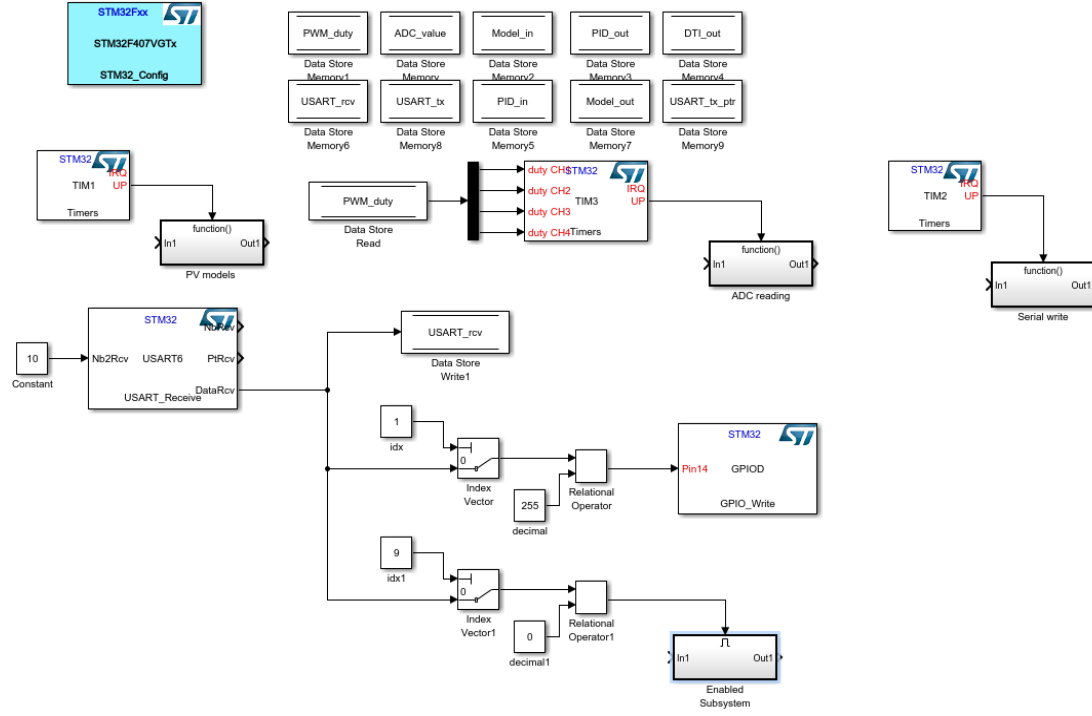 STM32Fxx
STM32F407VGTx
STM32_Config
PWM_duty
Data Store
Memory1
ADC_value
Data Store
Memory
Model_in
Data Store
Memory2
PID_out
Data Store
Memory3
DTI_out
Data Store
Memory4
USART_rcv
Data Store
Memory6
USART_tx
Data Store
Memory8
PID_in
Data Store
Memory5
Model_out
Data Store
Memory7
USART_tx_ptr
Data Store
Memory9
STM32
IRQ
TIM1
UP
Timers
function()
In1
Out1
PV models
PWM_duty
Data Store
Read
duty CH1
STM32
duty CH2
IRQ
TIM3
UP
duty CH3
duty CH4
Timers
function()
In1
Out1
ADC reading
STM32
IRQ
TIM2
UP
Timers
function()
In1
Out1
Serial write
10
Constant
STM32
NbRcv
Nb2Rcv
USART6
PtRcv
DataRcv
USART_Receive
USART_rcv
Data Store
Write1
1
idx
0
Index
Vector
255
decimal
Relational
Operator
STM32
Pin14
GPIOD
GPIO_Write
9
idx1
0
Index
Vector1
0
decimal1
Relational
Operator1
In1
Out1
Enabled
Subsystem